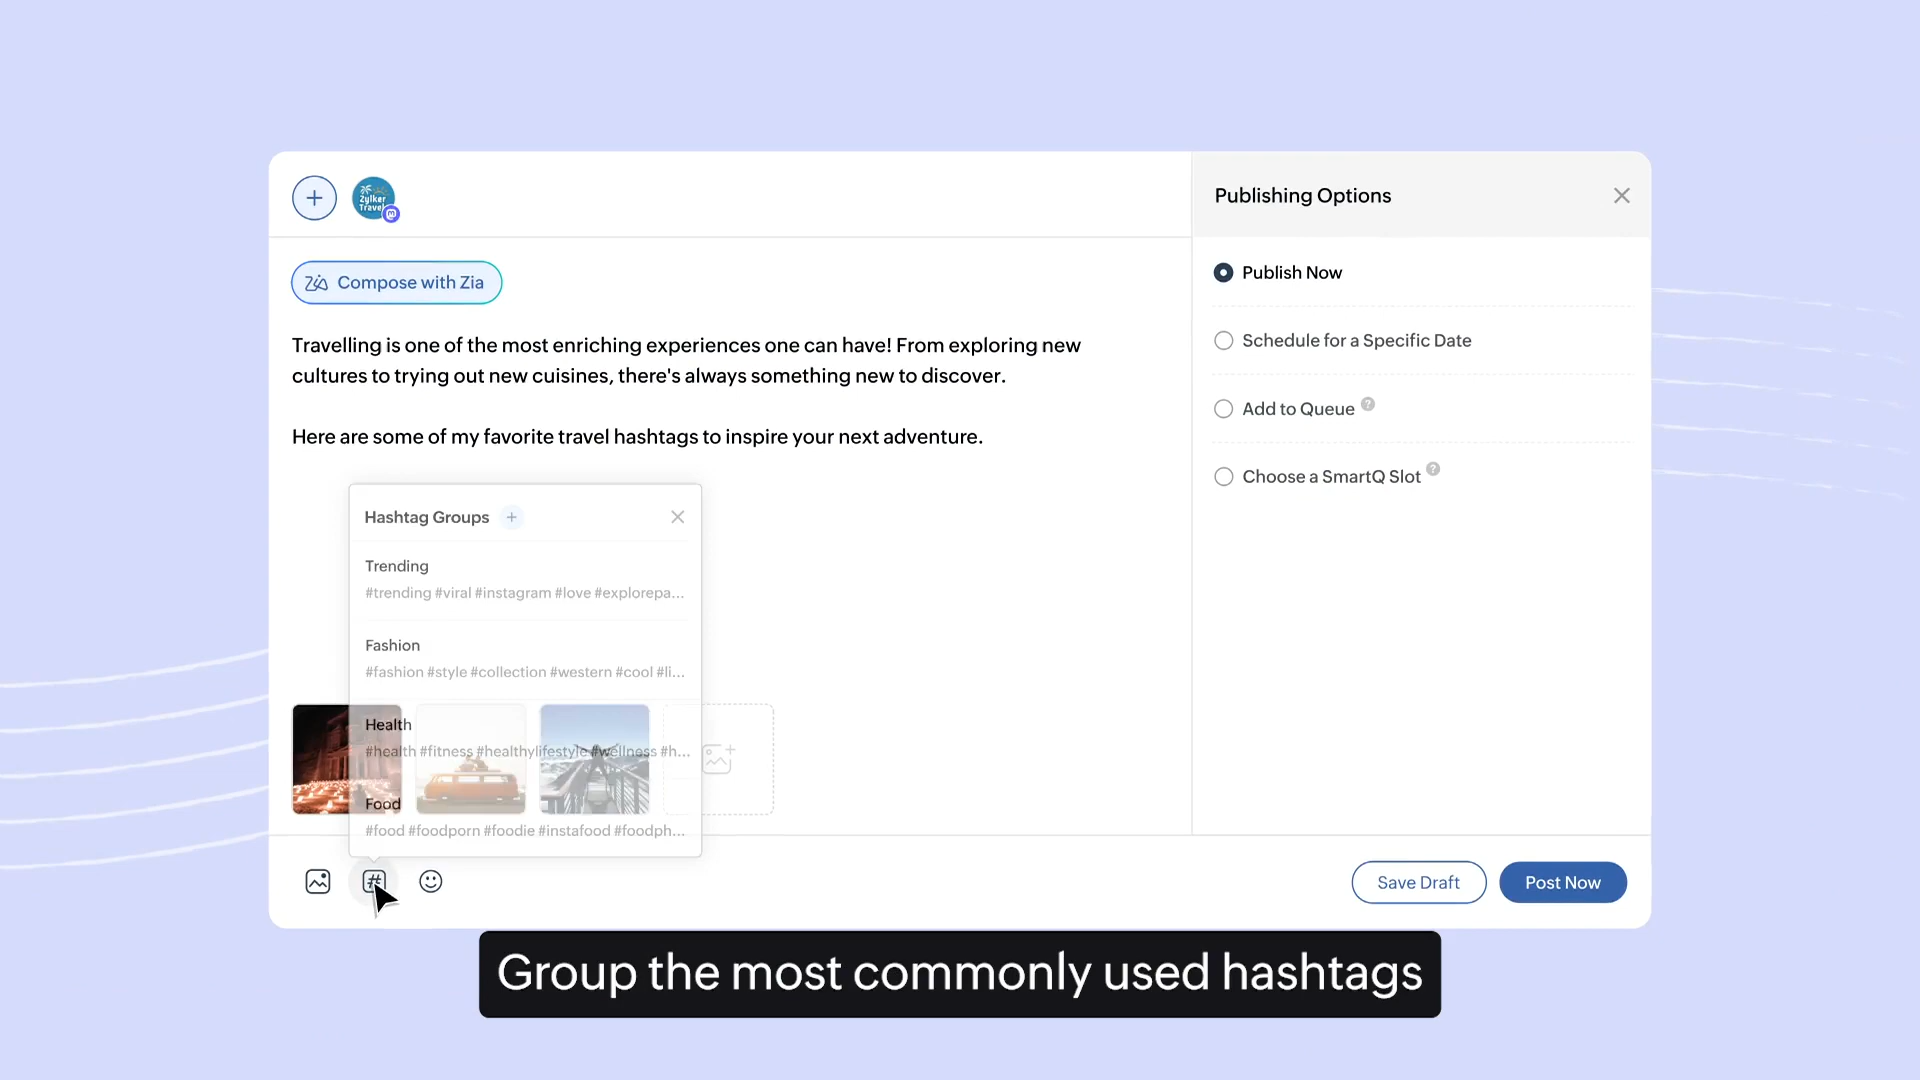 Zylker
Travel
Publishing Options
Zia Compose with Zia
Publish Now
Travelling is one of the most enriching experiences one can have! From exploring new
cultures to trying out new cuisines, there's always something new to discover.
Schedule for a Specific Date
Add to Queue ?
Here are some of my favorite travel hashtags to inspire your next adventure.
Choose a SmartQ Slot ?
Hashtag Groups +
Trending
#trending #viral #instagram #love #explorepa...
Fashion
#fashion #style #collection #western #cool #li...
Health
#health #fitness #healthylifestyle #wellness #h...
Food
#food #foodporn #foodie #instafood #foodph...
#
Save Draft
Post Now
Group the most commonly used hashtags